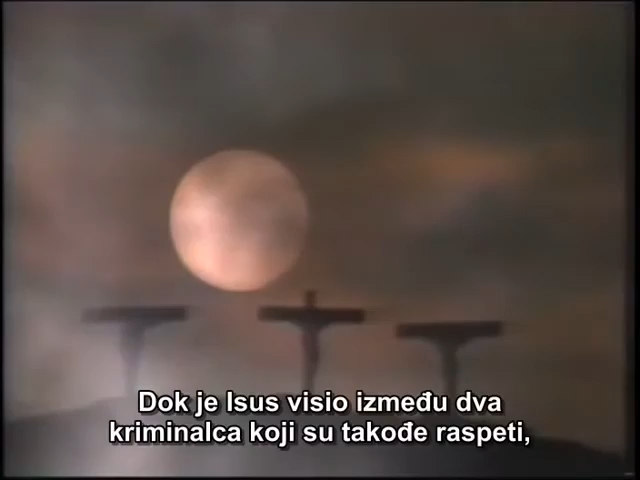 Dok je Isus visio između dva
kriminalca koji su takođe raspeti,